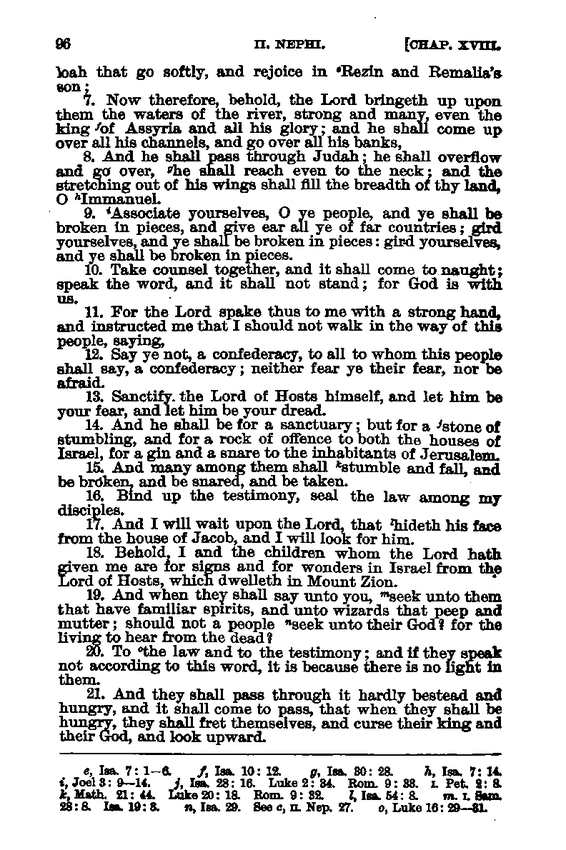 96 II. NEPHI. [CHAP. XVIII.
loah that go softly, and rejoice in eRezin and Remalia's
son;
7. Now therefore, behold, the Lord bringeth up upon
them the waters of the river, strong and many, even the
king fof Assyria and all his glory; and he shall come up
over all his channels, and go over all his banks,
8. And he shall pass through Judah; he shall overflow
and go over, ghe shall reach even to the neck; and the
stretching out of his wings shall fill the breadth of thy land,
O hImmanuel.
9. iAssociate yourselves, O ye people, and ye shall be
broken in pieces, and give ear all ye of far countries; gird
yourselves, and ye shall be broken in pieces: gird yourselves,
and ye shall be broken in pieces.
10. Take counsel together, and it shall come to naught;
speak the word, and it shall not stand; for God is with
us.
11. For the Lord spake thus to me with a strong hand,
and instructed me that I should not walk in the way of this
people, saying,
12. Say ye not, a confederacy, to all to whom this people
shall say, a confederacy; neither fear ye their fear, nor be
afraid.
13. Sanctify. the Lord of Hosts himself, and let him be
your fear, and let him be your dread.
14. And he shall be for a sanctuary; but for a jstone of
stumbling, and for a rock of offence to both the houses of
Israel, for a gin and a snare to the inhabitants of Jerusalem.
15. And many among them shall kstumble and fall, and
be broken, and be snared, and be taken.
16. Bind up the testimony, seal the law among my
disciples.
17. And I will wait upon the Lord, that lhideth his face
from the house of Jacob, and I will look for him.
18. Behold, I and the children whom the Lord hath
given me are for signs and for wonders in Israel from the
Lord of Hosts, which dwelleth in Mount Zion.
19. And when they shall say unto you, mseek unto them
that have familiar spirits, and unto wizards that peep and
mutter; should not a people nseek unto their God? for the
living to hear from the dead?
20. To othe law and to the testimony; and if they speak
not according to this word, it is because there is no light in
them.
21. And they shall pass through it hardly bestead and
hungry, and it shall come to pass, that when they shall be
hungry, they shall fret themselves, and curse their king and
their God, and look upward.
e, Isa. 7: 1—6. f, Isa. 10: 12. g, Isa. 30: 28. h, Isa. 7: 14.
i, Joel 3: 9—14. j, Isa. 28: 16. Luke 2: 34. Rom. 9: 33. 1. Pet. 2: 8.
k, Math. 21: 44. Luke 20: 18. Rom. 9: 32. l, Isa. 54: 8. m, I. Sam.
28: 8. Isa. 19: 3. n, Isa. 29. See c, II. Nep. 27. o, Luke 16: 29—31.